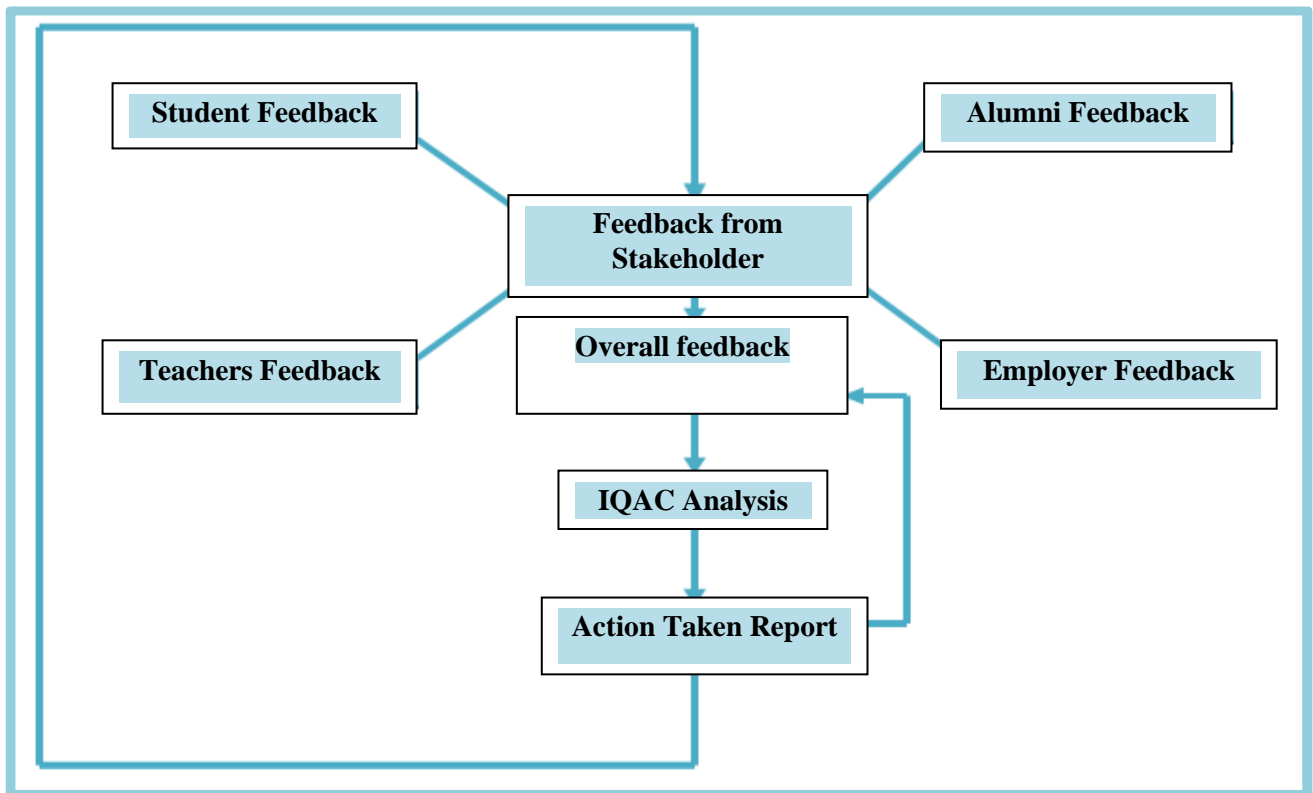 Student Feedback
Alumni Feedback
Feedback from
Stakeholder
Overall feedback
Teachers Feedback
Employer Feedback
IQAC Analysis
Action Taken Report